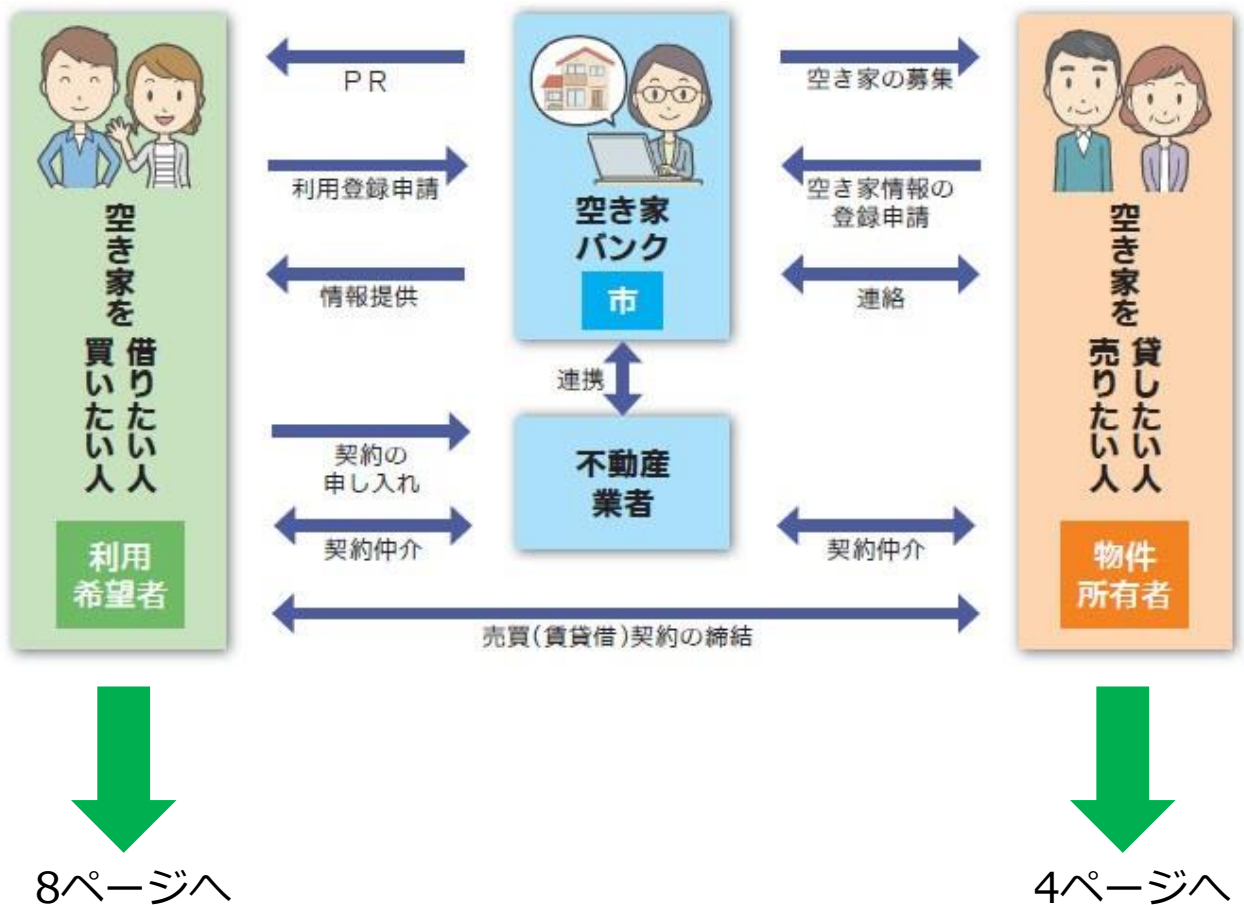 空き家を
借りたい人
買いたい人
利用
希望者
PR
利用登録申請
情報提供
契約の
申し入れ
契約仲介
空き家
バンク
市
連携
不動産
業者
空き家の募集
空き家情報の
登録申請
連絡
契約仲介
売買(賃貸借)契約の締結
空き家を
貸したい人
売りたい人
物件
所有者
8ページへ
4ページへ